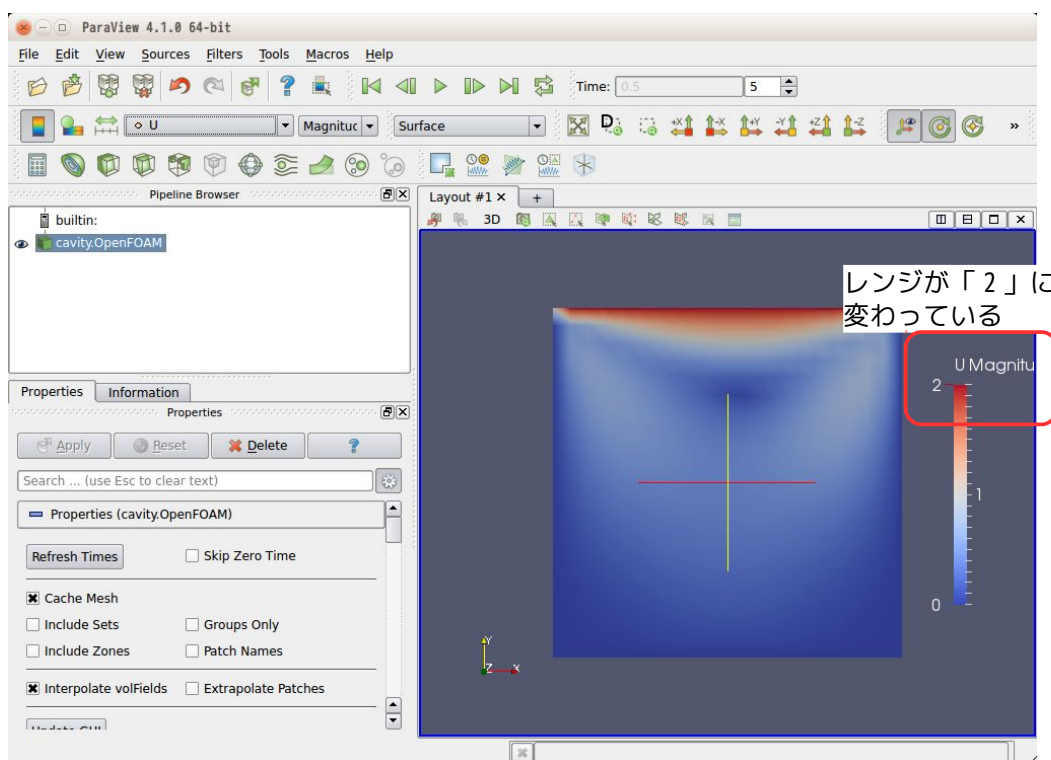 ParaView 4.1.0 64-bit
File Edit View Sources Filters Tools Macros Help
Time: 0.5 5
U Magnituc Surface
Pipeline Browser
Layout #1 +
builtin:
3D
cavity.OpenFOAM
レンジが「2」に
変わっている
U Magnitu
2
1
0
Properties Information
Properties
Apply Reset Delete ?
Search ... (use Esc to clear text)
Properties (cavity.OpenFOAM)
Refresh Times Skip Zero Time
Cache Mesh
Include Sets Groups Only
Include Zones Patch Names
Interpolate volFields Extrapolate Patches
Y
Z X